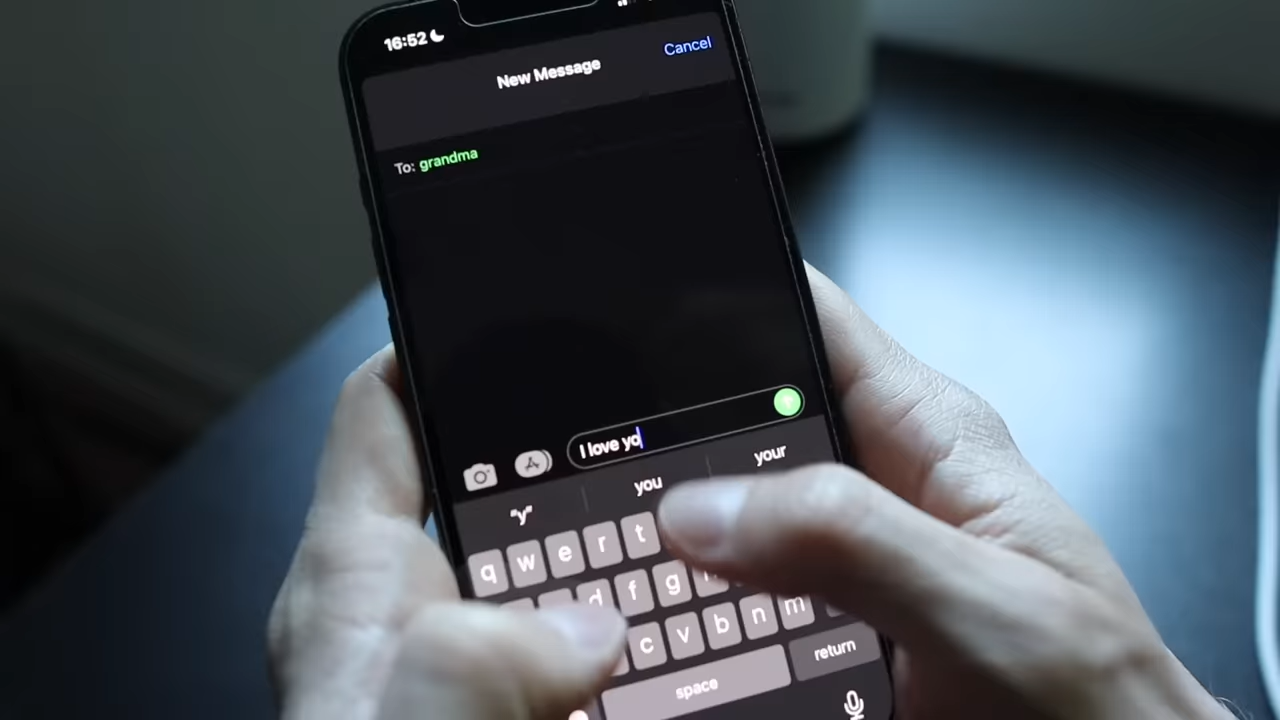 16:52
New Message
Cancel
To: grandma
I love yo
"y"
you
your
q w e r t
d f g
c v b n m
space
return